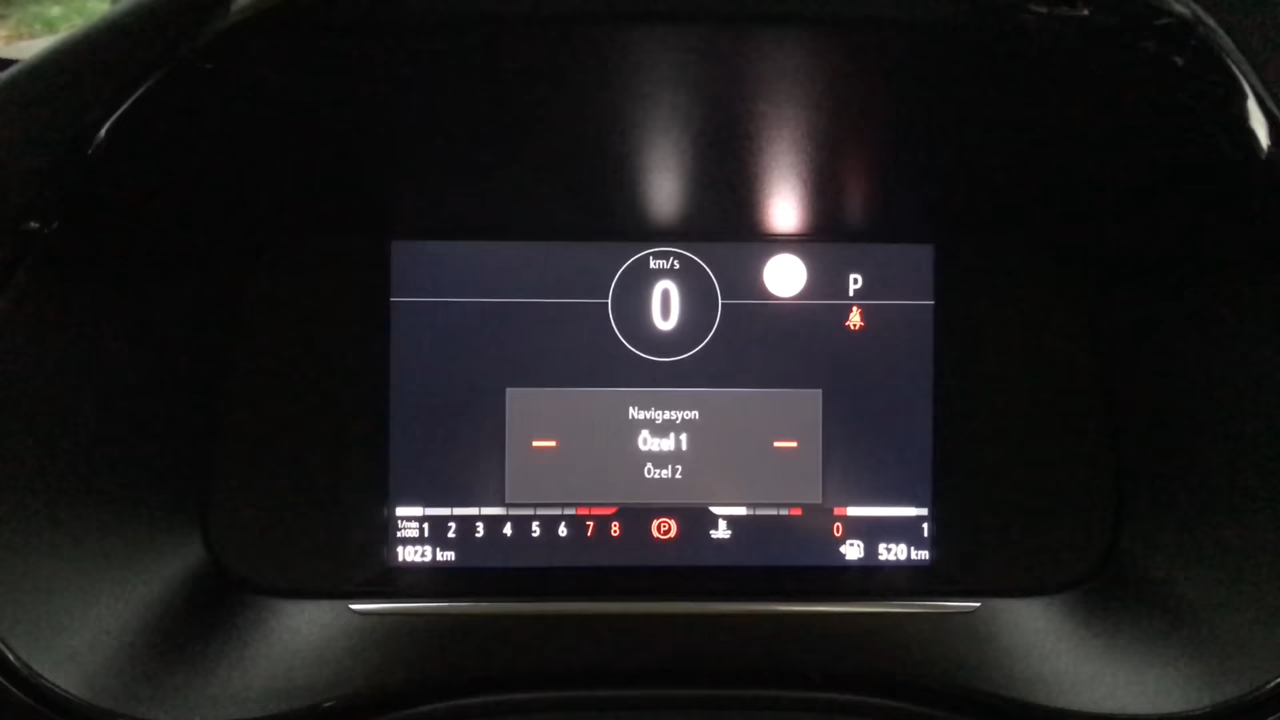 km/s
0
P
Navigasyon
Özel 1
Özel 2
1/min
x1000 1 2 3 4 5 6 7 8 P 0 1
1023 km 520 km